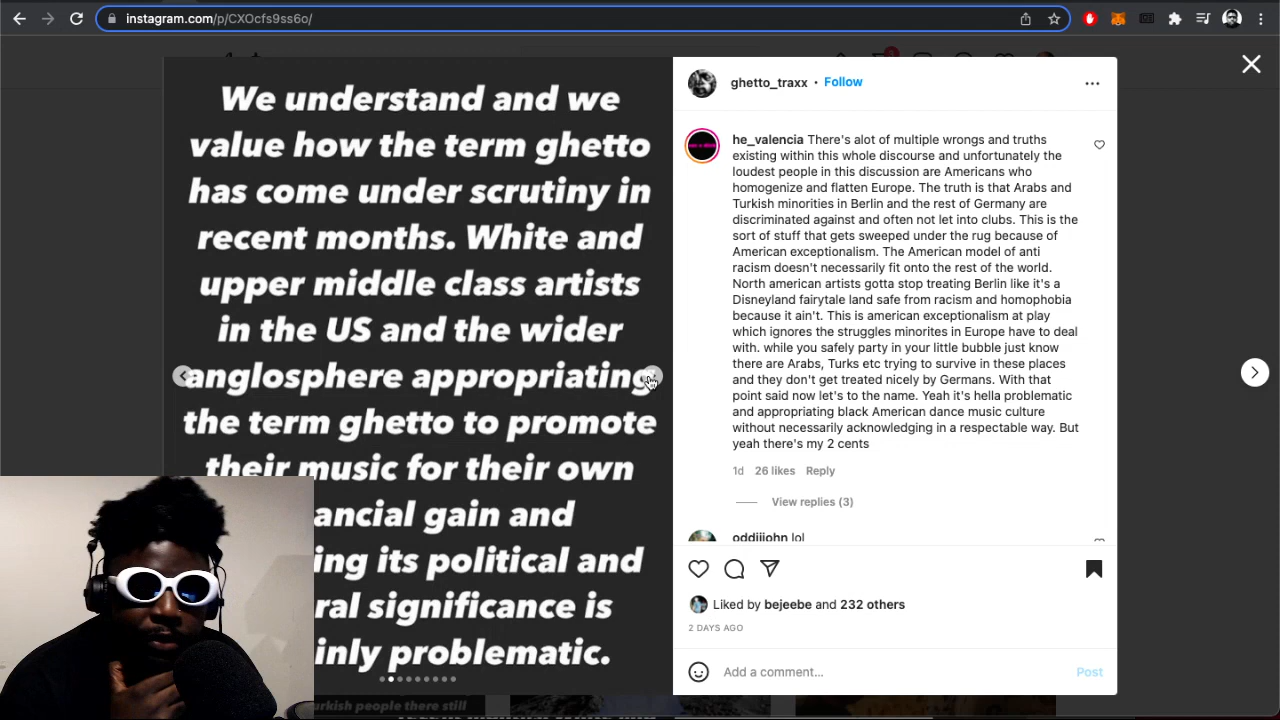 instagram.com/p/CXOcfs9ss6o/
We understand and we
value how the term ghetto
has come under scrutiny in
recent months. White and
upper middle class artists
in the US and the wider
anglosphere appropriating
the term ghetto to promote
their music for their own
ancial gain and
ing its political and
ral significance is
inly problematic.
ghetto_traxx • Follow
he_valencia There's alot of multiple wrongs and truths
existing within this whole discourse and unfortunately the
loudest people in this discussion are Americans who
homogenize and flatten Europe. The truth is that Arabs and
Turkish minorities in Berlin and the rest of Germany are
discriminated against and often not let into clubs. This is the
sort of stuff that gets sweeped under the rug because of
American exceptionalism. The American model of anti
racism doesn't necessarily fit onto the rest of the world.
North american artists gotta stop treating Berlin like it's a
Disneyland fairytale land safe from racism and homophobia
because it ain't. This is american exceptionalism at play
which ignores the struggles minorities in Europe have to deal
with. while you safely party in your little bubble just know
there are Arabs, Turks etc trying to survive in these places
and they don't get treated nicely by Germans. With that
point said now let's to the name. Yeah it's hella problematic
and appropriating black American dance music culture
without necessarily acknowledging in a respectable way. But
yeah there's my 2 cents
1d 26 likes Reply
View replies (3)
oddijjohn lol
Liked by bejeebe and 232 others
2 DAYS AGO
Add a comment...
Post
urkish people there still